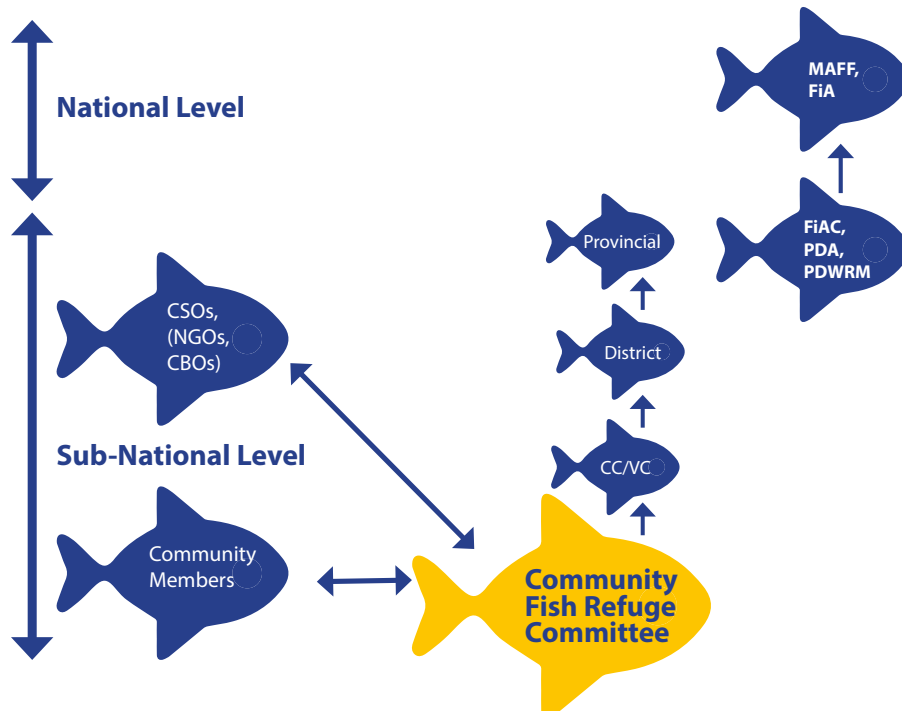 National Level
MAFF,
FiA
Provincial
FiAC,
PDA,
PDWRM
CSOs,
(NGOs,
CBOs)
District
Sub-National Level
CC/VC
Community
Members
Community
Fish Refuge
Committee